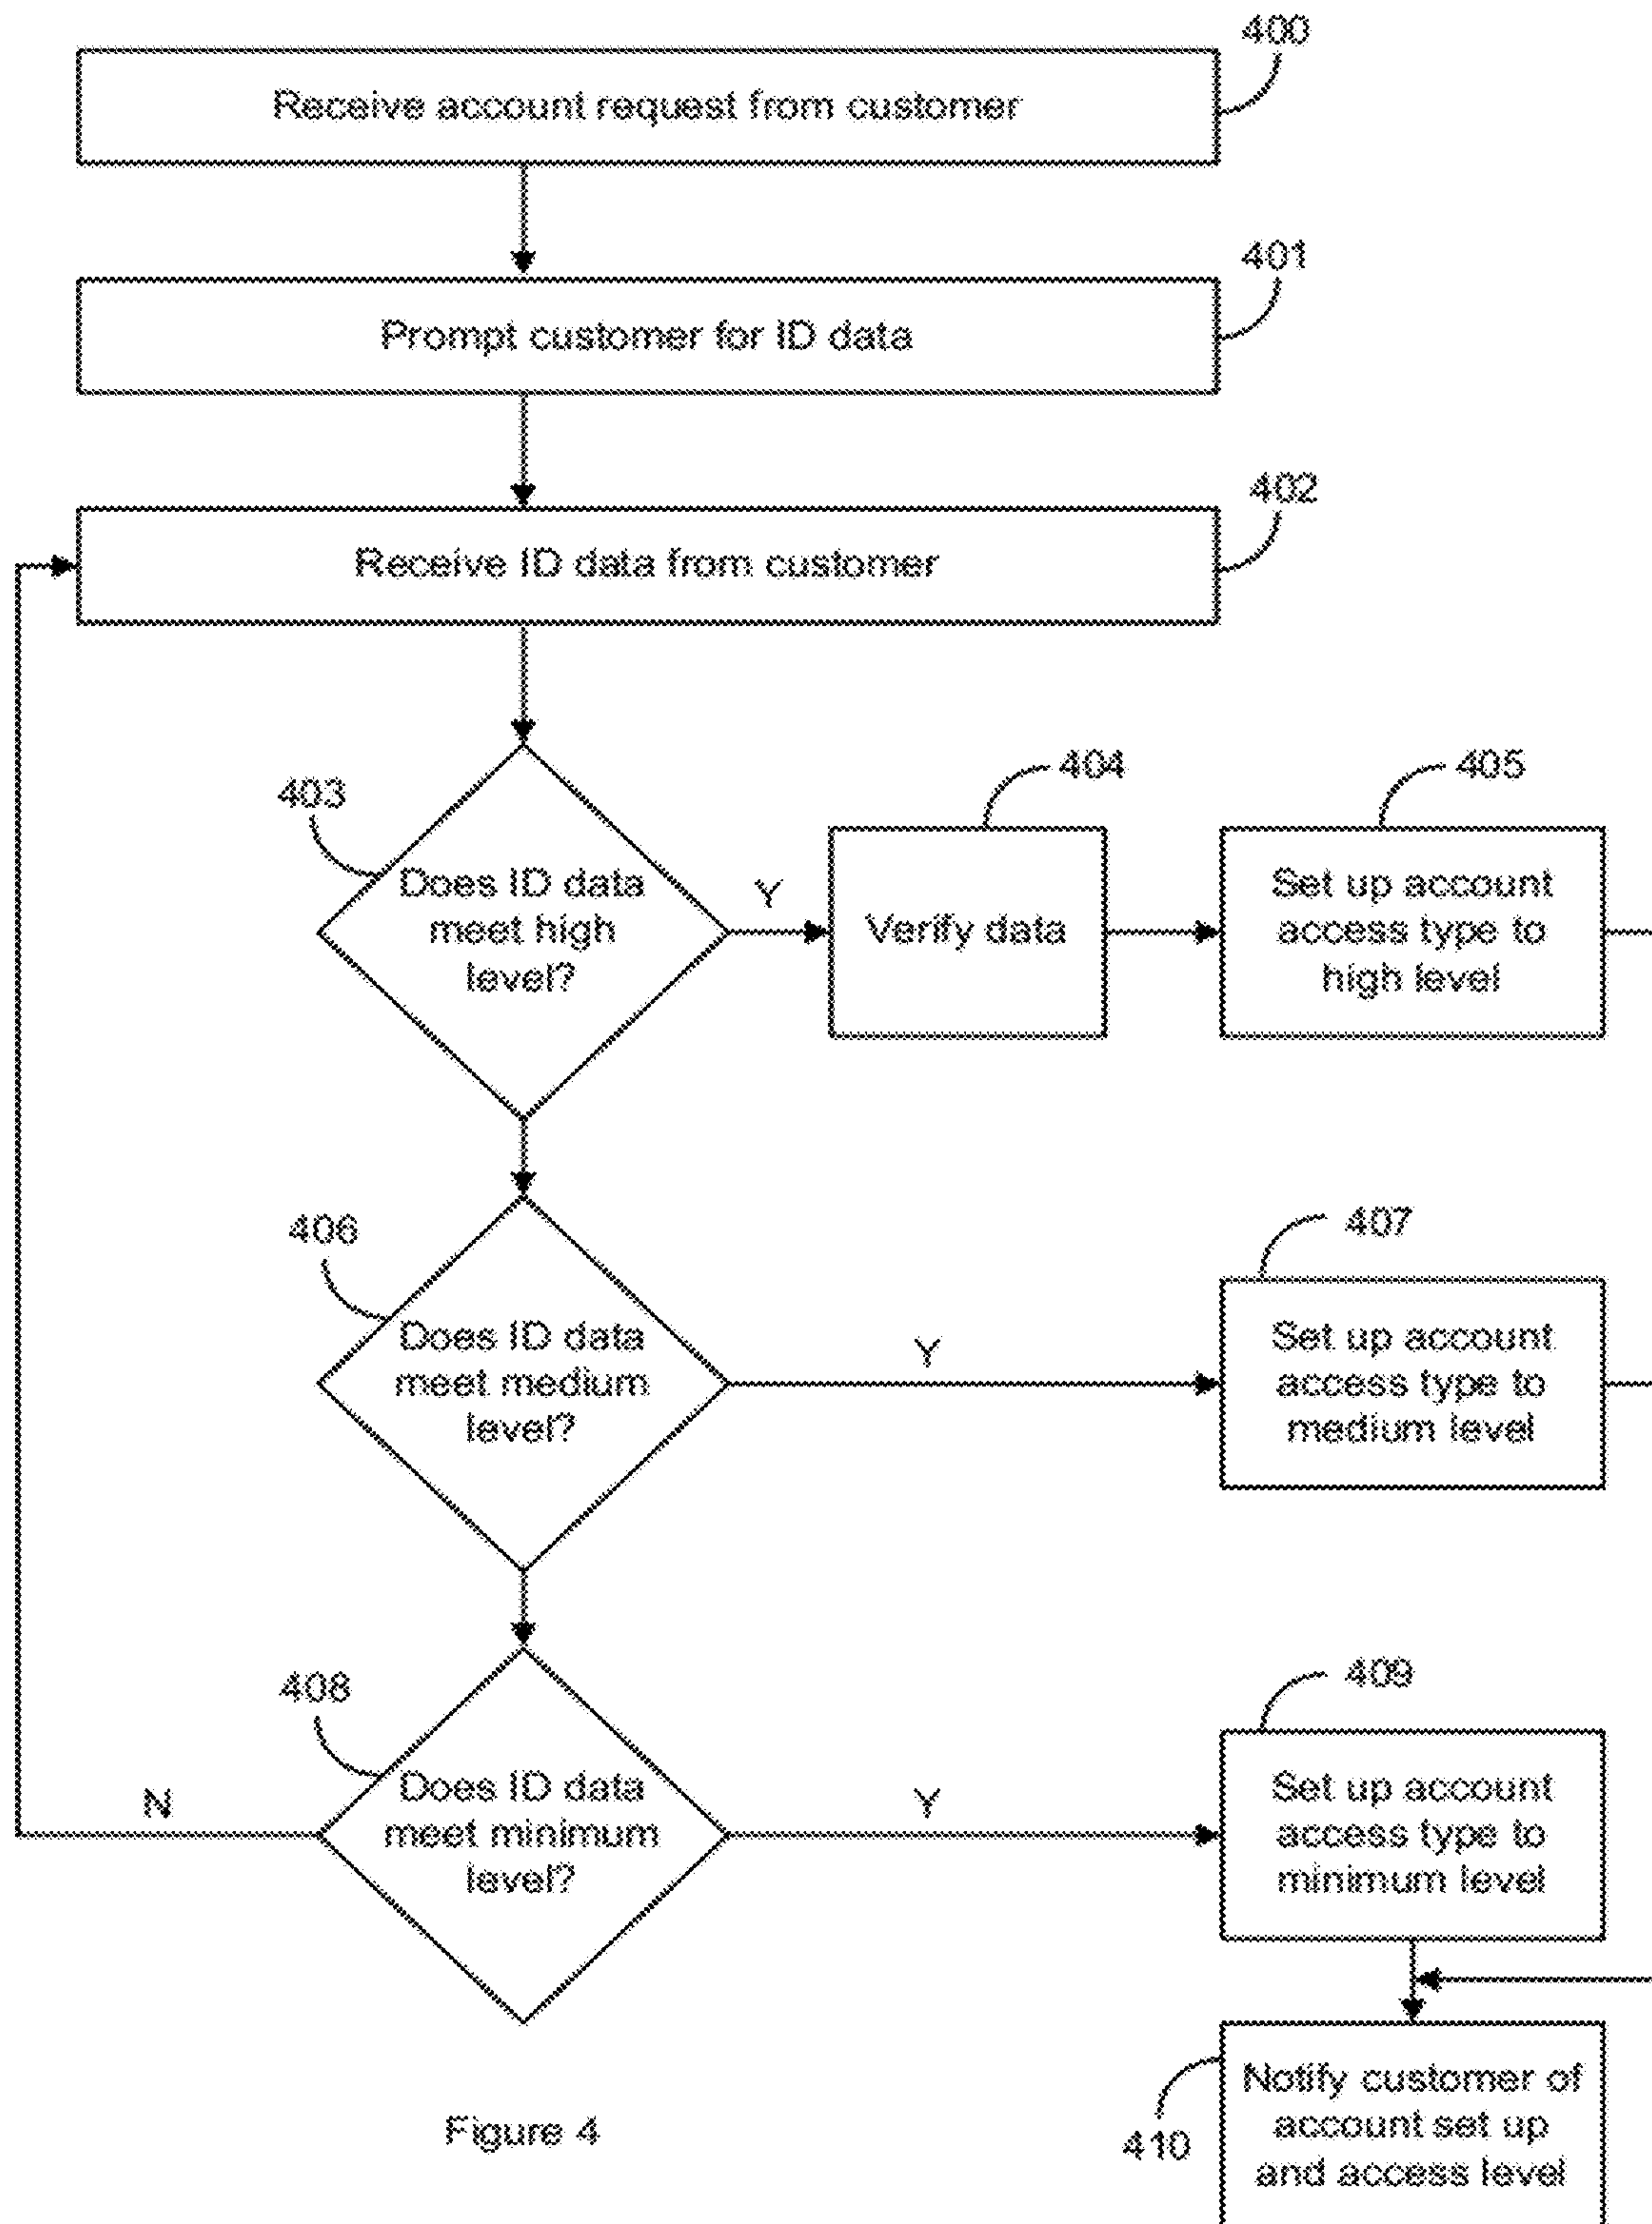 400
Receive account request from customer
401
Prompt customer for ID data
402
Receive ID data from customer
403
Does ID data
meet high
level?
Y
404
Verify data
405
Set up account
access type to
high level
406
Does ID data
meet medium
level?
Y
407
Set up account
access type to
medium level
408
Does ID data
meet minimum
level?
N
Y
409
Set up account
access type to
minimum level
410
Notify customer of
account set up
and access level
Figure 4